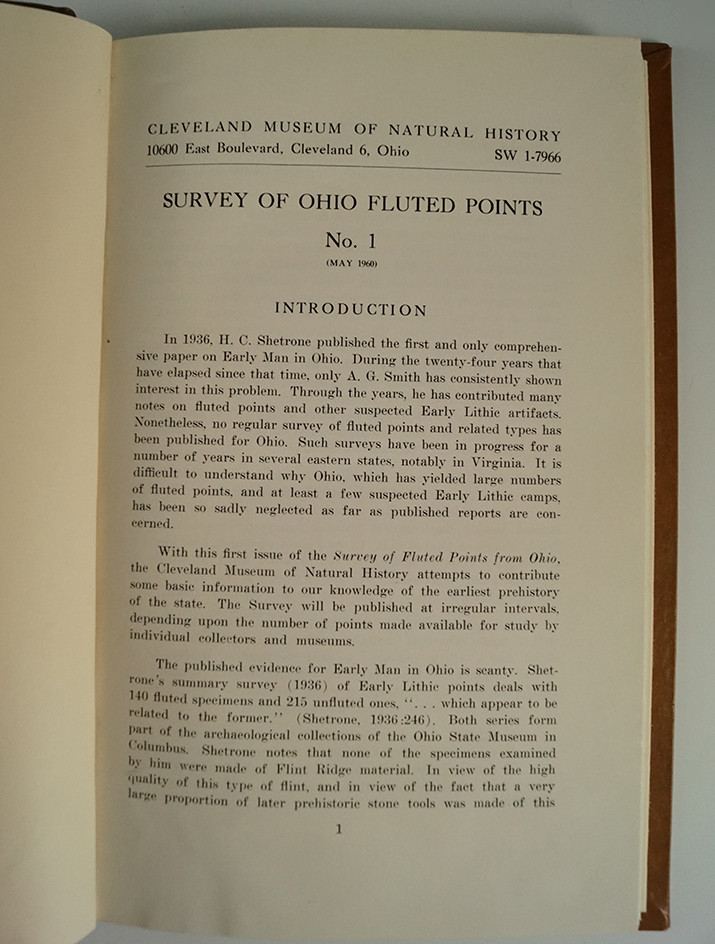 CLEVELAND MUSEUM OF NATURAL HISTORY
10600 East Boulevard, Cleveland 6, Ohio SW 1-7966
SURVEY OF OHIO FLUTED POINTS
No. 1
(MAY 1960)
INTRODUCTION
In 1936, H. C. Shetrone published the first and only comprehen-
sive paper on Early Man in Ohio. During the twenty-four years that
have elapsed since that time, only A. G. Smith has consistently shown
interest in this problem. Through the years, he has contributed many
notes on fluted points and other suspected Early Lithic artifacts.
Nonetheless, no regular survey of fluted points and related types has
been published for Ohio. Such surveys have been in progress for a
number of years in several eastern states, notably in Virginia. It is
difficult to understand why Ohio, which has yielded large numbers
of fluted points, and at least a few suspected Early Lithic camps,
has been so sadly neglected as far as published reports are con-
cerned.
With this first issue of the Survey of Fluted Points from Ohio,
the Cleveland Museum of Natural History attempts to contribute
some basic information to our knowledge of the earliest prehistory
of the state. The Survey will be published at irregular intervals,
depending upon the number of points made available for study by
individual collectors and museums.
The published evidence for Early Man in Ohio is scanty. Shet-
rone's summary survey (1936) of Early Lithic points deals with
140 fluted specimens and 215 unfluted ones, ". . . which appear to be
related to the former." (Shetrone, 1936:246). Both series form
part of the archaeological collections of the Ohio State Museum in
Columbus. Shetrone notes that none of the specimens examined
by him were made of Flint Ridge material. In view of the high
quality of this type of flint, and in view of the fact that a very
large proportion of later prehistoric stone tools was made of this
1